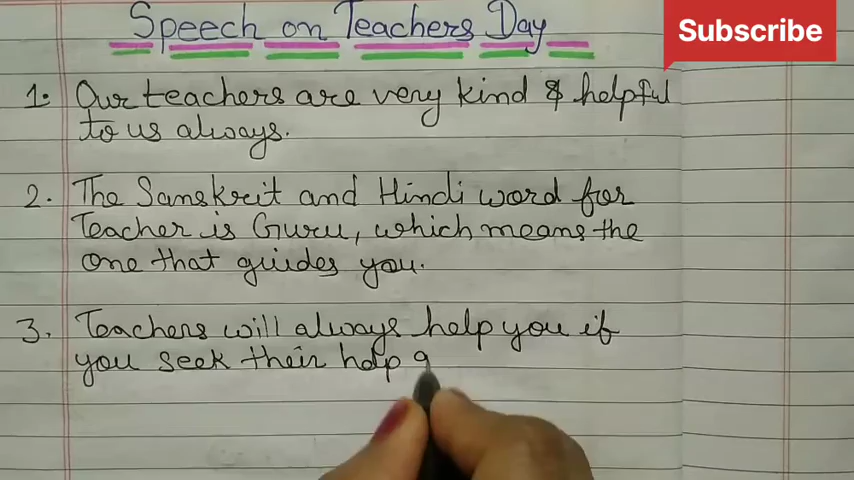 Speech on Teachers Day
Subscribe
1. Our teachers are very kind & helpful
to us always.
2. The Sanskrit and Hindi word for
Teacher is Guru, which means the
one that guides you.
3. Teachers will always help you if
you seek their help